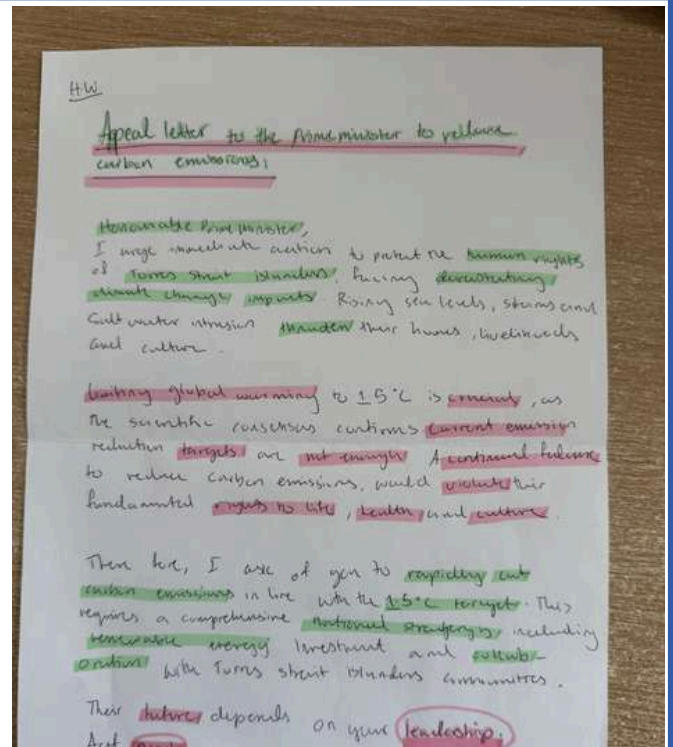 HW
Appeal letter to the Prime minister to reduce
carbon emissions,
Honourable Prime Minister,
I urge immediate auction to protect the human rights
of Torres strait islanders, facing devastating
climate change impacts. Rising sea levels, storms and
Salt water intrusion threaten their homes, livelihoods
and culture.
Limiting global warming to 1.5°C is crucial, as
the scientific consensus confirms current emission
reduction targets are not enough. A continued failure
to reduce carbon emissions, would violate their
fundamental rights to life, health, and culture.
There fore, I ask of you to rapidly cut
carbon emissions in line with the 1.5°C target. This
requires a comprehensive national strategy, including
renewable energy investment and collab-
oration with Torres strait islanders communities.
Their future depends on your leadership.
Act